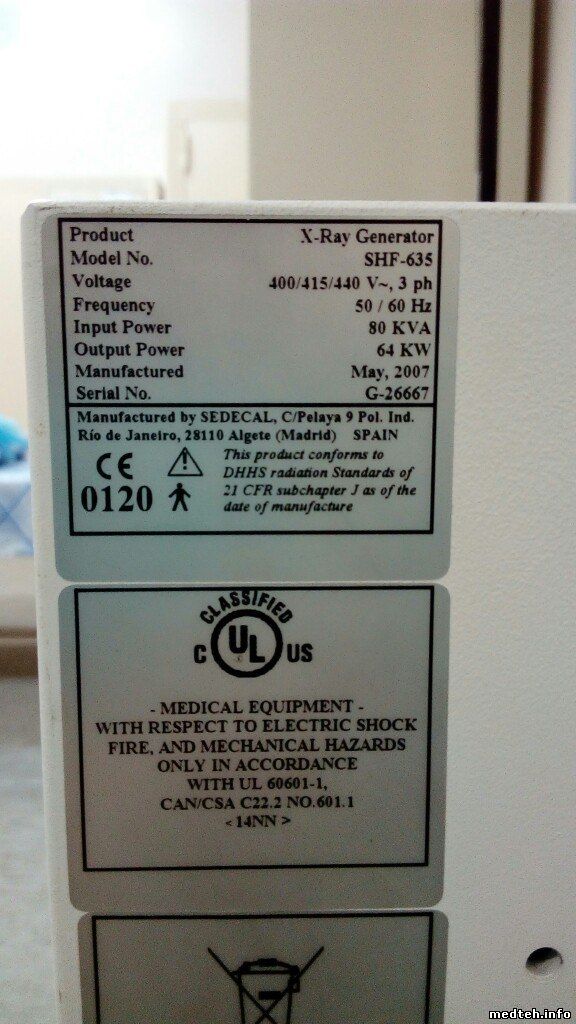 Product X-Ray Generator
Model No. SHF-635
Voltage 400/415/440 V~, 3 ph
Frequency 50 / 60 Hz
Input Power 80 KVA
Output Power 64 KW
Manufactured May, 2007
Serial No. G-26667
Manufactured by SEDECAL, C/Pelaya 9 Pol. Ind.
Río de Janeiro, 28110 Algete (Madrid) SPAIN
CE
0120
This product conforms to
DHHS radiation Standards of
21 CFR subchapter J as of the
date of manufacture
CLASSIFIED
C UL US
- MEDICAL EQUIPMENT -
WITH RESPECT TO ELECTRIC SHOCK
FIRE, AND MECHANICAL HAZARDS
ONLY IN ACCORDANCE
WITH UL 60601-1,
CAN/CSA C22.2 NO.601.1
< 14NN >
medteh.info